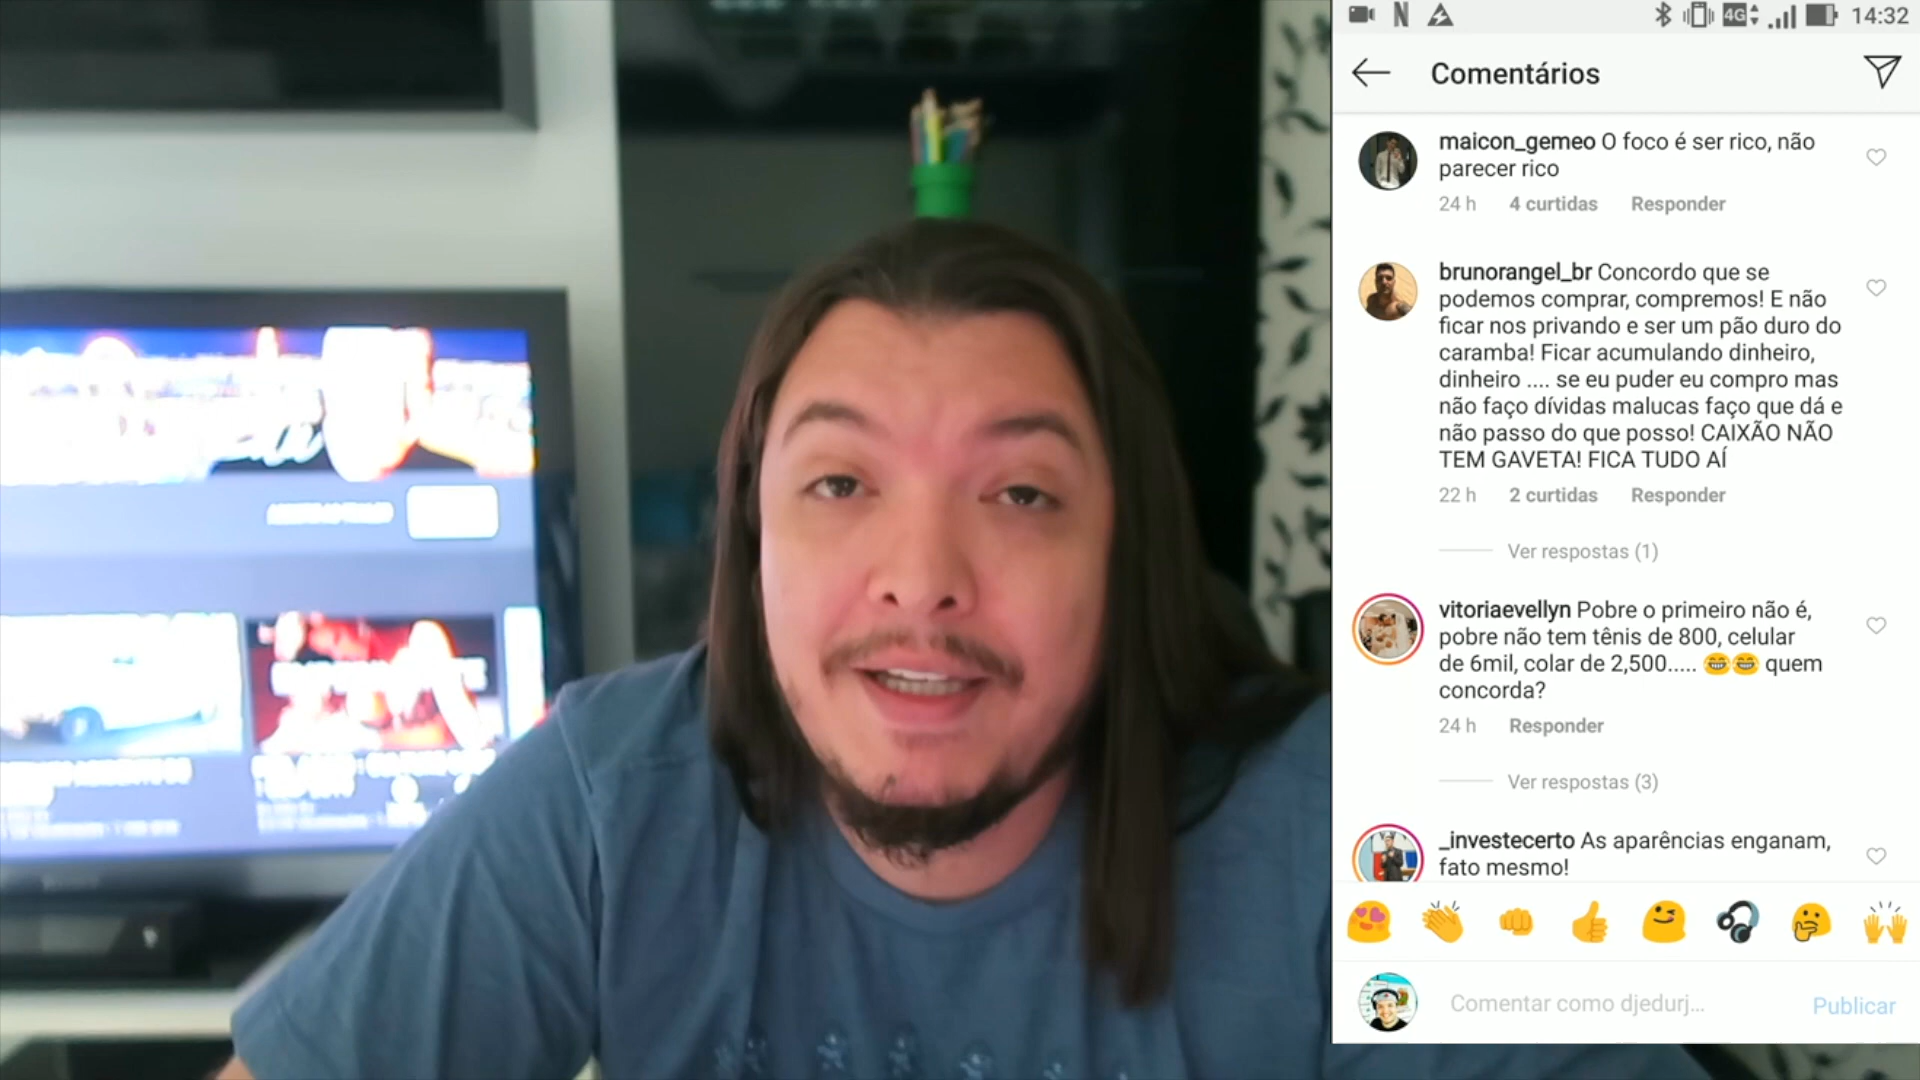 N 4G 14:32
Comentários
maicon_gemeo O foco é ser rico, não
parecer rico
24 h 4 curtidas Responder
brunorangel_br Concordo que se
podemos comprar, compremos! E não
ficar nos privando e ser um pão duro do
caramba! Ficar acumulando dinheiro,
dinheiro .... se eu puder eu compro mas
não faço dívidas malucas faço que dá e
não passo do que posso! CAIXÃO NÃO
TEM GAVETA! FICA TUDO AÍ
22 h 2 curtidas Responder
Ver respostas (1)
vitoriaevellyn Pobre o primeiro não é,
pobre não tem tênis de 800, celular
de 6mil, colar de 2,500..... 😂😂 quem
concorda?
24 h Responder
Ver respostas (3)
_investecerto As aparências enganam,
fato mesmo!
Comentar como djedurj...
Publicar